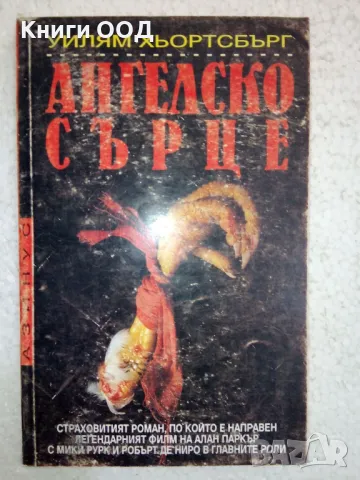 Книги ООД
УИЛЯМ ХЬОРТСБЪРГ
АНГЕЛСКО
СЪРЦЕ
СТРАХОВИТИЯТ РОМАН, ПО КОЙТО Е НАПРАВЕН
ЛЕГЕНДАРНИЯТ ФИЛМ НА АЛАН ПАРКЪР
С МИКИ РУРК И РОБЪРТ ДЕ НИРО В ГЛАВНИТЕ РОЛИ
bazar